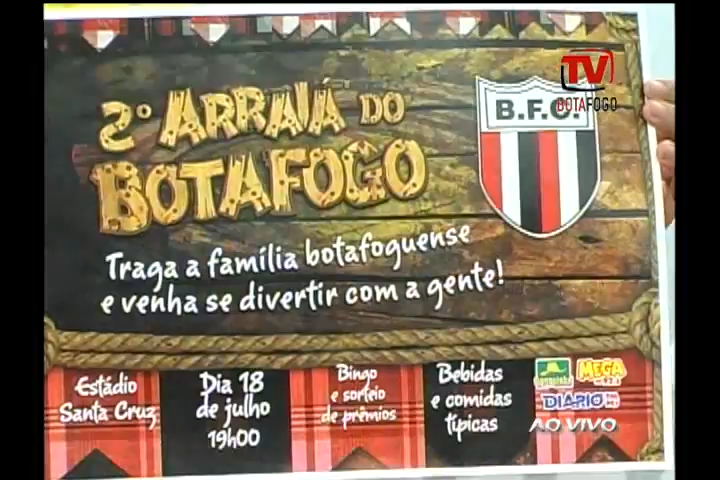 TV
BOTAFOGO
2º ARRAIÁ DO
BOTAFOGO
B.F.C.
Traga a família botafoguense
e venha se divertir com a gente!
Estádio
Santa Cruz
Dia 18
de julho
19h00
Bingo
e sorteio
de prêmios
Bebidas
e comidas
típicas
MEGA
DIÁRIO
AO VIVO